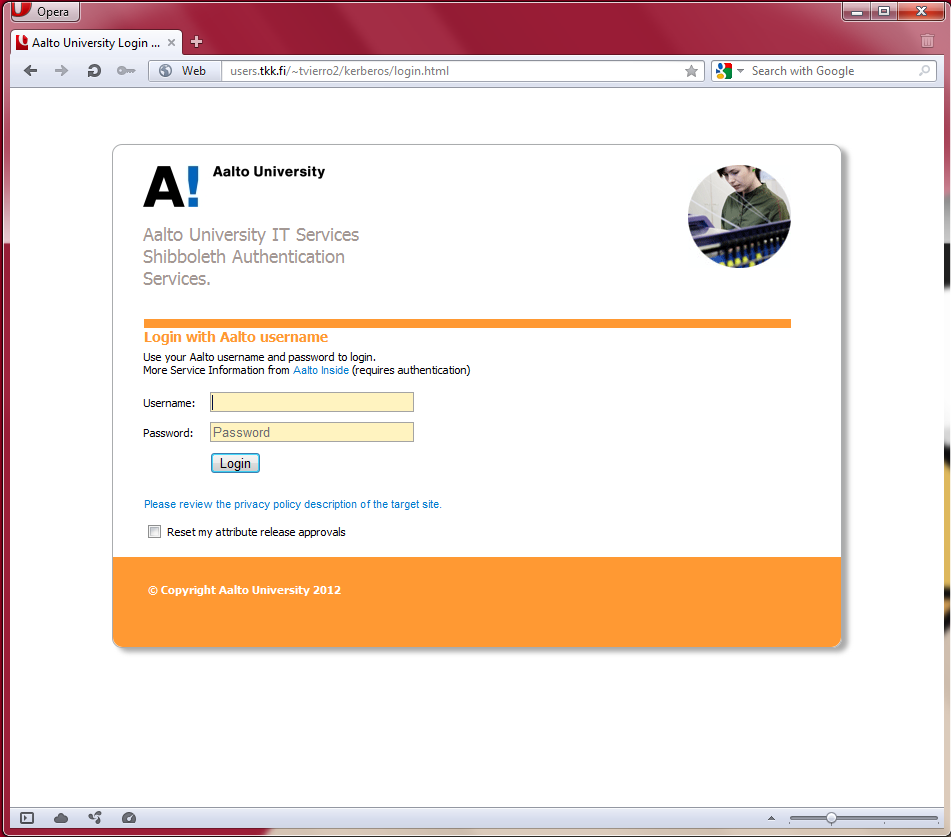 Opera
Aalto University Login ...
Web
users.tkk.fi/~tvierro2/kerberos/login.html
Search with Google
A!
Aalto University
Aalto University IT Services
Shibboleth Authentication
Services.
Login with Aalto username
Use your Aalto username and password to login.
More Service Information from Aalto Inside (requires authentication)
Username:
Password:
Password
Login
Please review the privacy policy description of the target site.
Reset my attribute release approvals
© Copyright Aalto University 2012